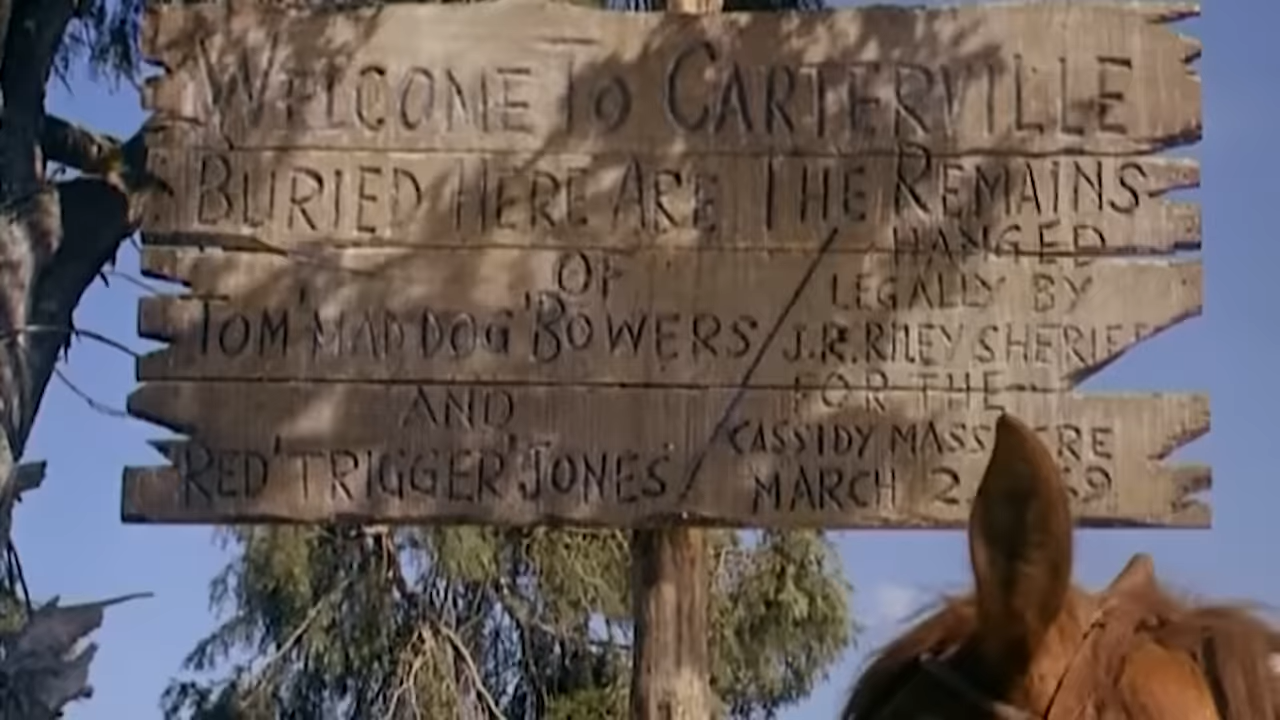 WELCOME To CARTERVILLE
BURIED HERE ARE THE REMAINS
OF
TOM "MAD DOG" BOWERS
AND
RED "TRIGGER" JONES
HANGED
LEGALLY BY
J.R. RILEY SHERIFF
FOR THE
CASSIDY
MARCH 2